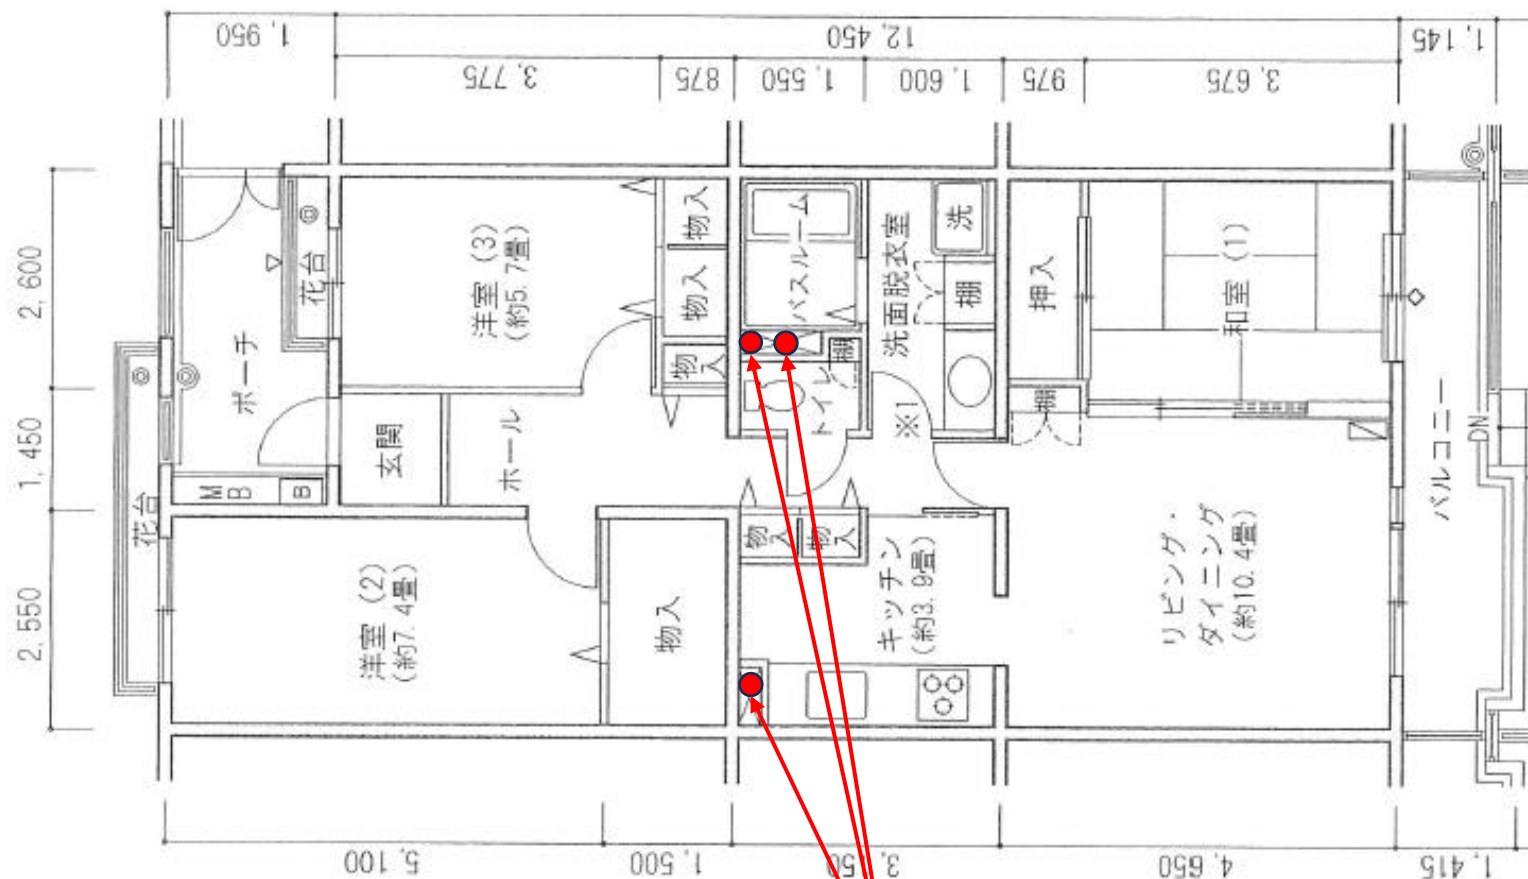 1,950
12,450
1,145
3,775
875
1,550
1,600
975
3,675
2,600
1,450
2,550
花台
ポーチ
花台
MB
B
玄関
ホール
洋室 (3)
(約5.7畳)
物入
物入
物入
バスルーム
棚
トイレ
洗面脱衣室
洗
棚
※1
押入
棚
和室 (1)
バルコニー
DN
洋室 (2)
(約7.4畳)
物入
物入
物入
キッチン
(約3.9畳)
リビング・
ダイニング
(約10.4畳)
5,100
1,500
4,650
1,415